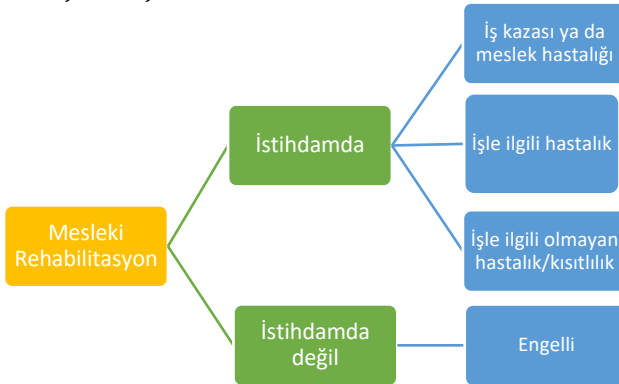 İş kazası ya da
meslek hastalığı
İstihdamda
İşle ilgili hastalık
Mesleki
Rehabilitasyon
İşle ilgili olmayan
hastalık/kısıtlılık
İstihdamda
değil
Engelli